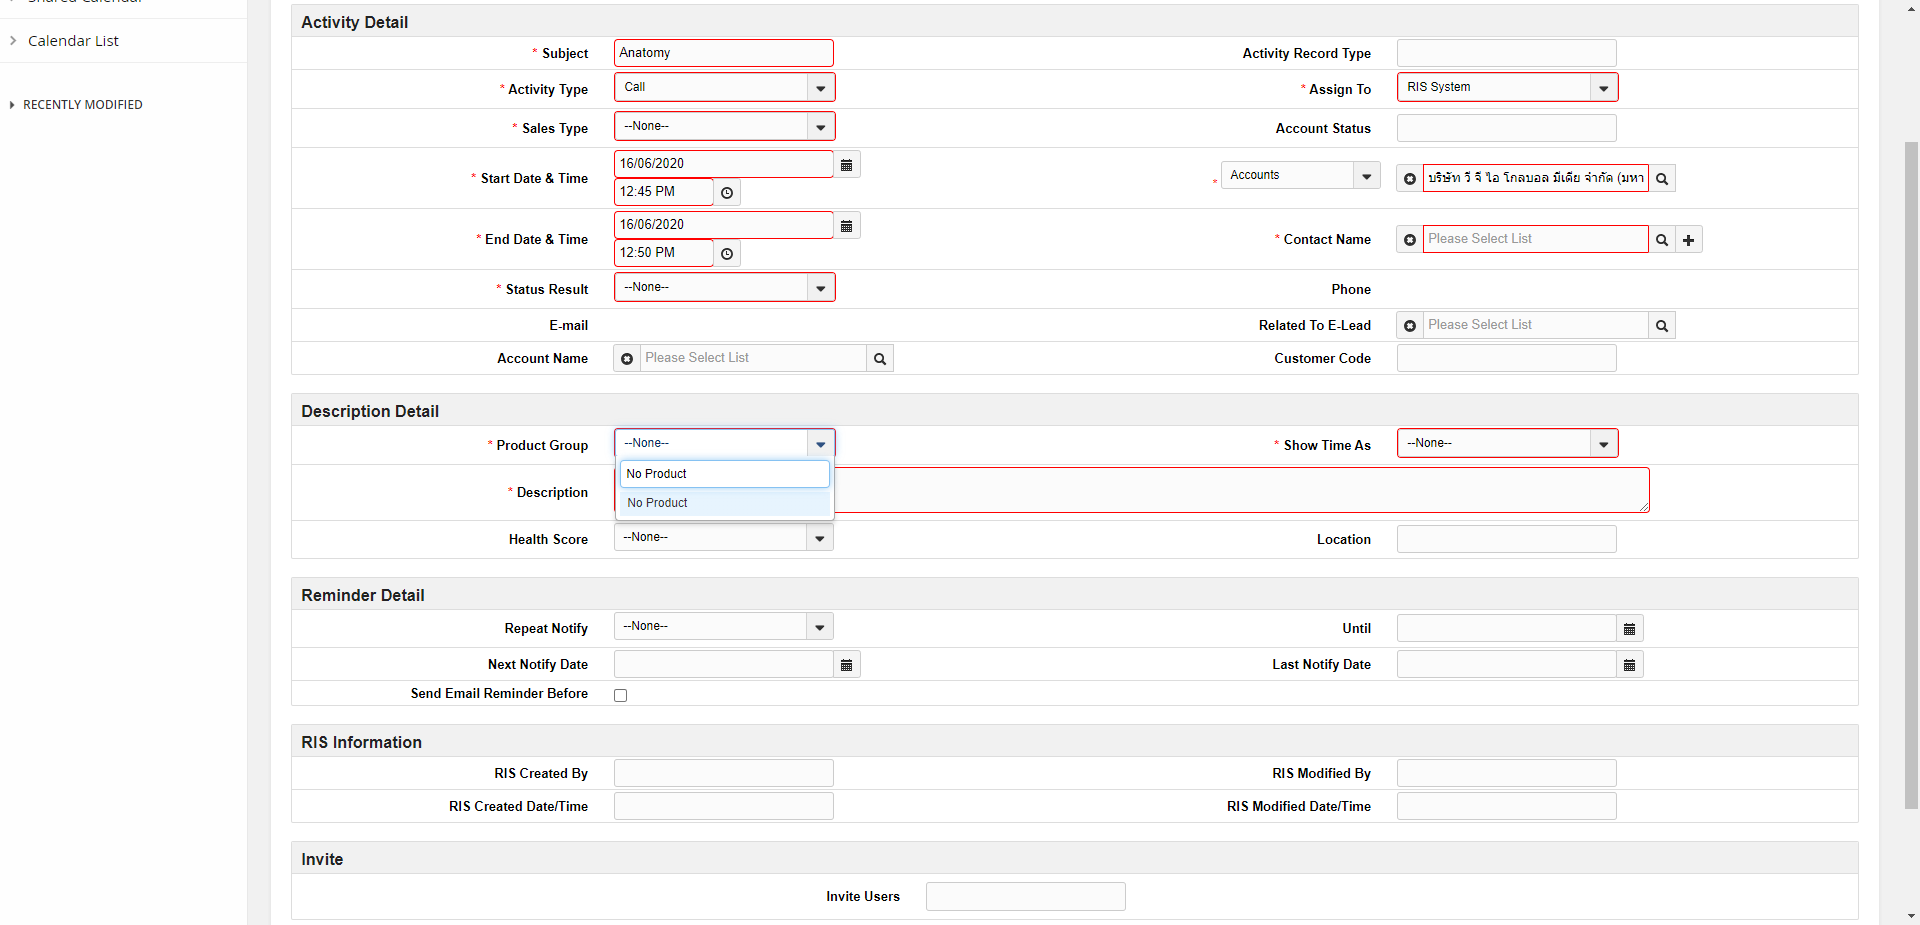 Shared Calendar
Calendar List
RECENTLY MODIFIED
Activity Detail
* Subject Anatomy Activity Record Type
* Activity Type Call * Assign To RIS System
* Sales Type --None-- Account Status
* Start Date & Time 16/06/2020 12:45 PM * Accounts บริษัท วี จี ไอ โกลบอล มีเดีย จำกัด (มหา
* End Date & Time 16/06/2020 12:50 PM * Contact Name Please Select List
* Status Result --None-- Phone
E-mail Related To E-Lead Please Select List
Account Name Please Select List Customer Code
Description Detail
* Product Group --None-- * Show Time As --None--
No Product
* Description No Product
Health Score --None-- Location
Reminder Detail
Repeat Notify --None-- Until
Next Notify Date Last Notify Date
Send Email Reminder Before
RIS Information
RIS Created By RIS Modified By
RIS Created Date/Time RIS Modified Date/Time
Invite
Invite Users